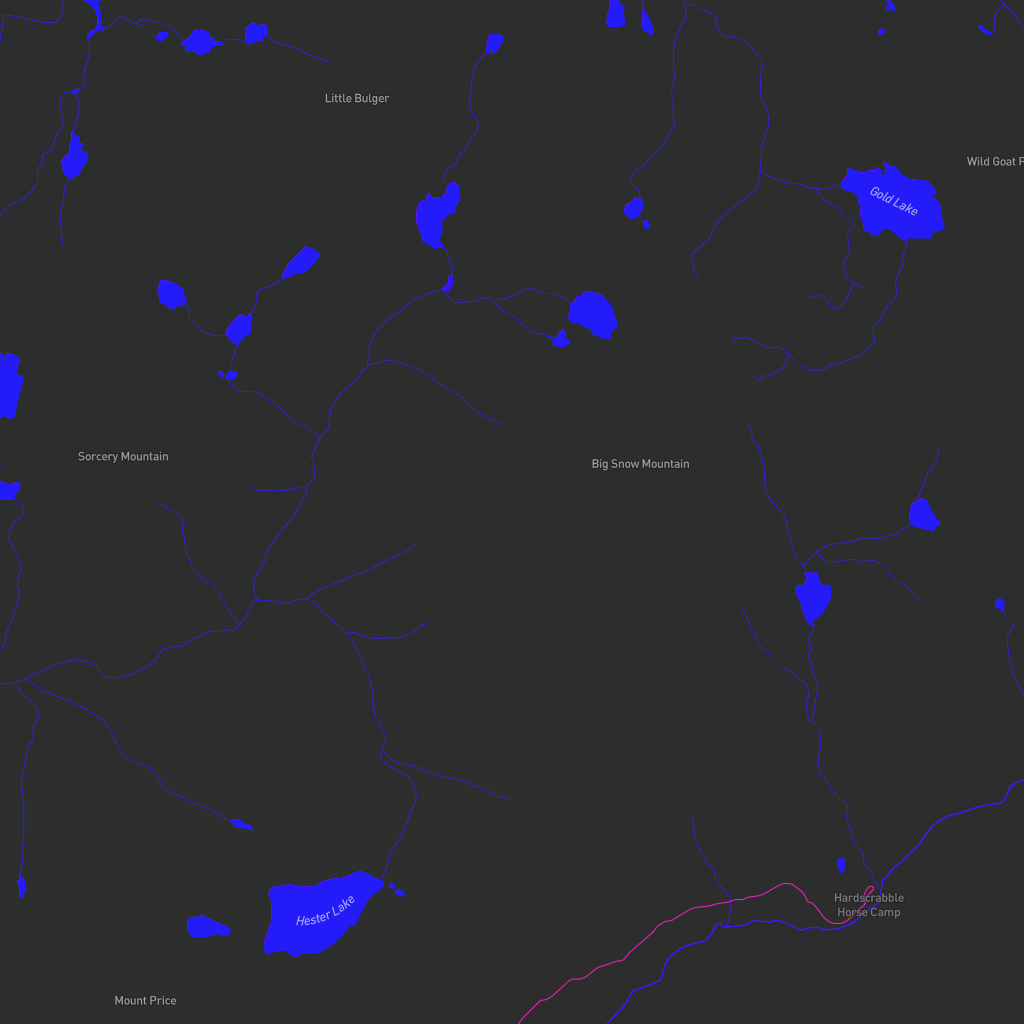 Little Bulger
Wild Goat P
Gold Lake
Sorcery Mountain
Big Snow Mountain
Hester Lake
Hardscrabble
Horse Camp
Mount Price